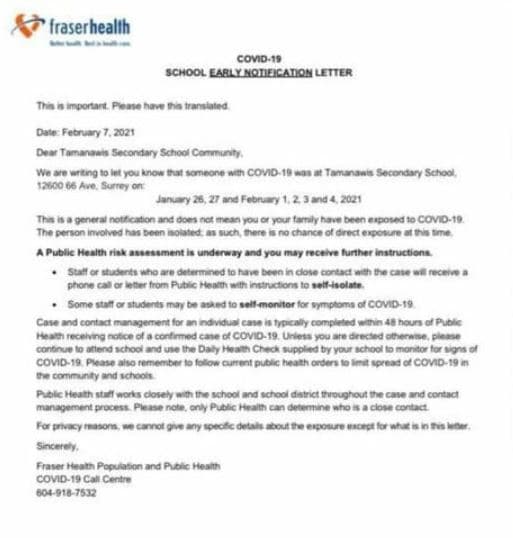 fraserhealth
Better health. Best in health care.
COVID-19
SCHOOL EARLY NOTIFICATION LETTER
This is important. Please have this translated.
Date: February 7, 2021
Dear Tamanawis Secondary School Community,
We are writing to let you know that someone with COVID-19 was at Tamanawis Secondary School,
12600 66 Ave, Surrey on:
January 26, 27 and February 1, 2, 3 and 4, 2021
This is a general notification and does not mean you or your family have been exposed to COVID-19.
The person involved has been isolated; as such, there is no chance of direct exposure at this time.
A Public Health risk assessment is underway and you may receive further instructions.
• Staff or students who are determined to have been in close contact with the case will receive a
phone call or letter from Public Health with instructions to self-isolate.
• Some staff or students may be asked to self-monitor for symptoms of COVID-19.
Case and contact management for an individual case is typically completed within 48 hours of Public
Health receiving notice of a confirmed case of COVID-19. Unless you are directed otherwise, please
continue to attend school and use the Daily Health Check supplied by your school to monitor for signs of
COVID-19. Please also remember to follow current public health orders to limit spread of COVID-19 in
the community and schools.
Public Health staff works closely with the school and school district throughout the case and contact
management process. Please note, only Public Health can determine who is a close contact.
For privacy reasons, we cannot give any specific details about the exposure except for what is in this letter.
Sincerely,
Fraser Health Population and Public Health
COVID-19 Call Centre
604-918-7532